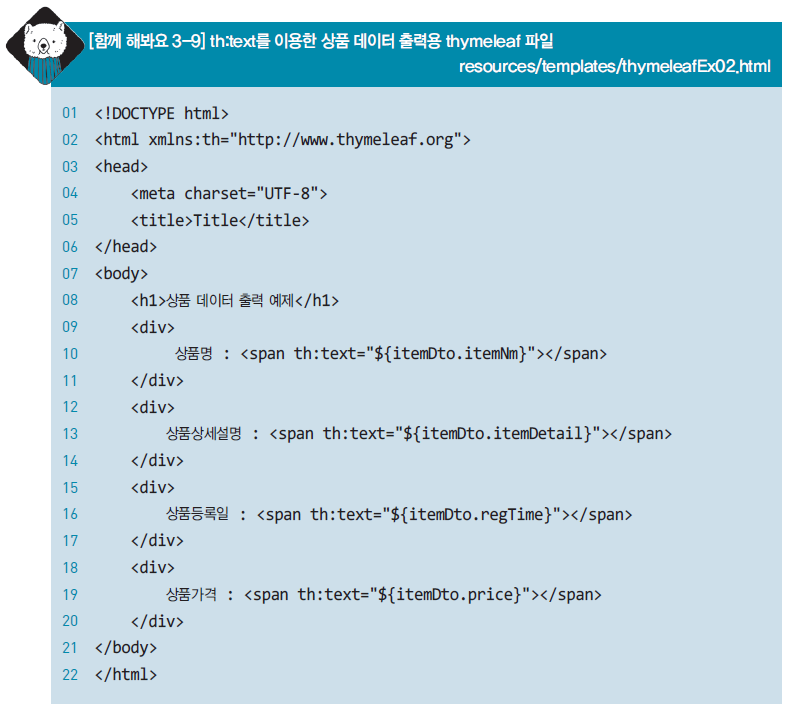 [함께 해봐요 3-9] th:text를 이용한 상품 데이터 출력용 thymeleaf 파일
resources/templates/thymeleafEx02.html
01 <!DOCTYPE html>
02 <html xmlns:th="http://www.thymeleaf.org">
03 <head>
04     <meta charset="UTF-8">
05     <title>Title</title>
06 </head>
07 <body>
08     <h1>상품 데이터 출력 예제</h1>
09     <div>
10         상품명 : <span th:text="${itemDto.itemNm}"></span>
11     </div>
12     <div>
13         상품상세설명 : <span th:text="${itemDto.itemDetail}"></span>
14     </div>
15     <div>
16         상품등록일 : <span th:text="${itemDto.regTime}"></span>
17     </div>
18     <div>
19         상품가격 : <span th:text="${itemDto.price}"></span>
20     </div>
21 </body>
22 </html>